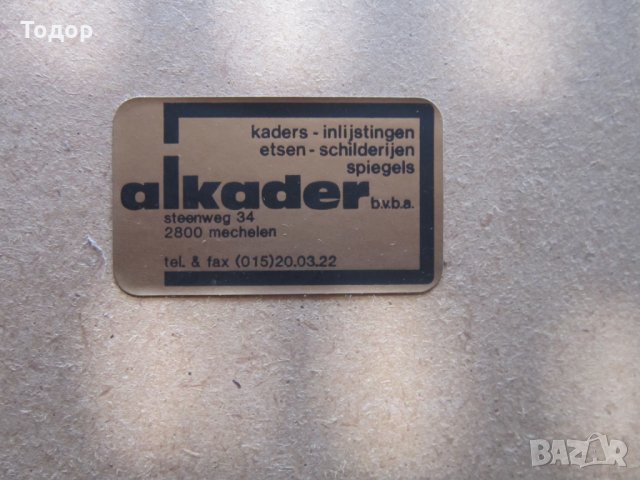 Тодор
kaders - inlijstingen
etsen - schilderijen
spiegels
alkader b.v.b.a.
steenweg 34
2800 mechelen
tel. & fax (015)20.03.22
BAZAR